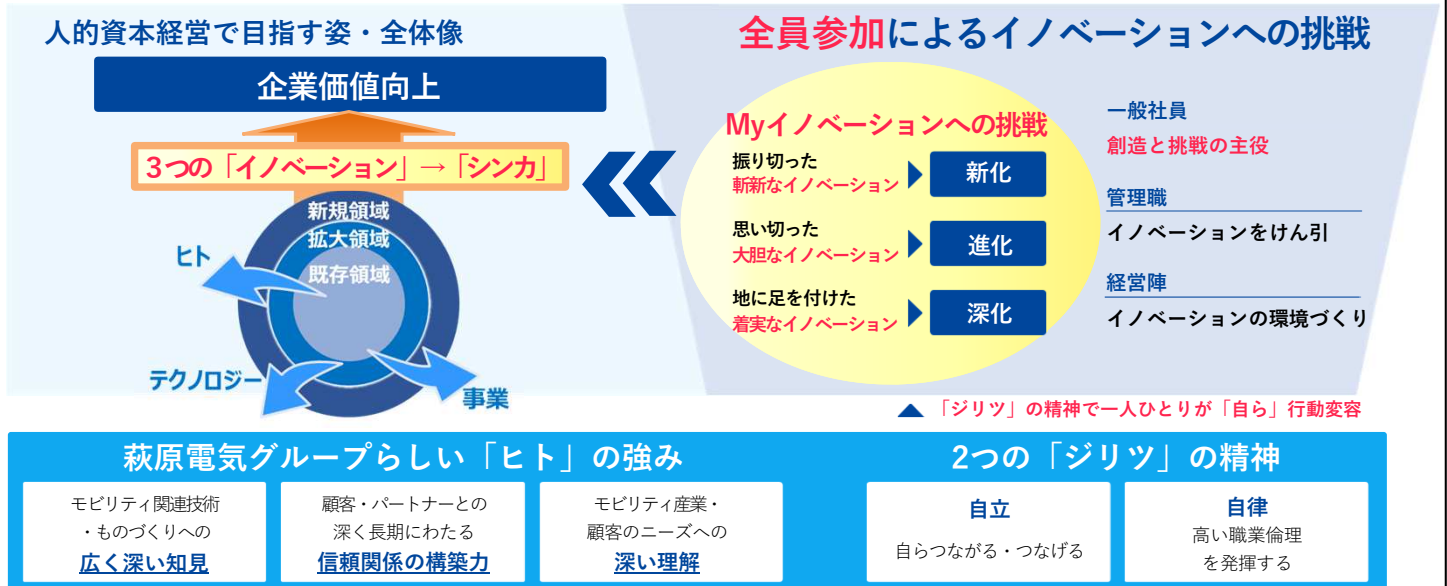 人的資本経営で目指す姿・全体像
企業価値向上
3つの「イノベーション」→「シンカ」
新規領域
拡大領域
既存領域
ヒト
テクノロジー
事業
全員参加によるイノベーションへの挑戦
Myイノベーションへの挑戦
振り切った
斬新なイノベーション
新化
思い切った
大胆なイノベーション
進化
地に足を付けた
着実なイノベーション
深化
一般社員
創造と挑戦の主役
管理職
イノベーションをけん引
経営陣
イノベーションの環境づくり
「ジリツ」の精神で一人ひとりが「自ら」行動変容
萩原電気グループらしい「ヒト」の強み
モビリティ関連技術
・ものづくりへの
広く深い知見
顧客・パートナーとの
深く長期にわたる
信頼関係の構築力
モビリティ産業・
顧客のニーズへの
深い理解
2つの「ジリツ」の精神
自立
自らつながる・つなげる
自律
高い職業倫理
を発揮する